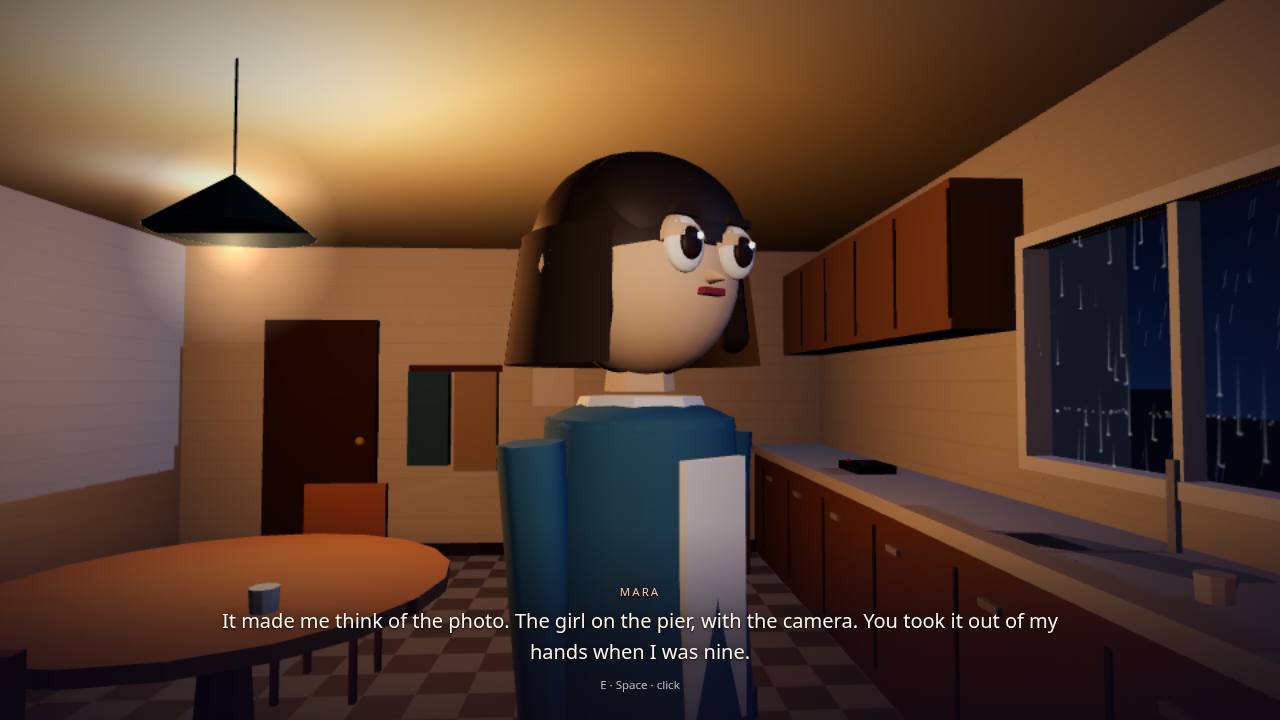 MARA
It made me think of the photo. The girl on the pier, with the camera. You took it out of my
hands when I was nine.
E · Space · click